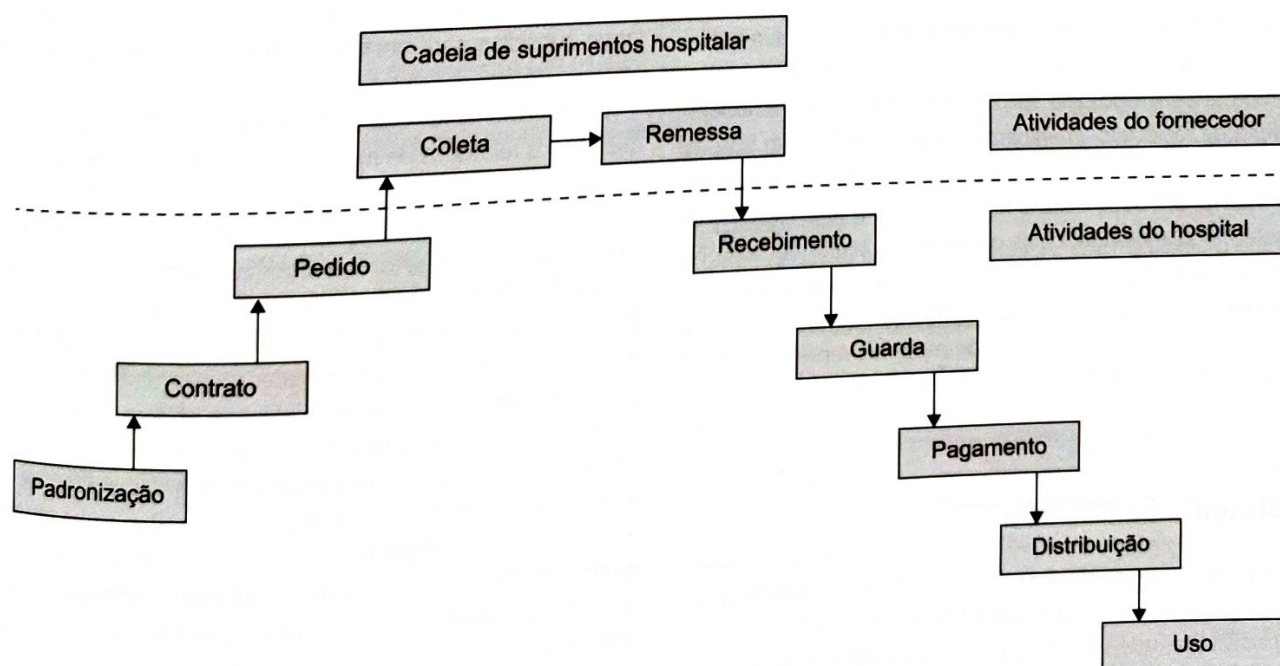 Cadeia de suprimentos hospitalar
Coleta
Remessa
Atividades do fornecedor
Pedido
Recebimento
Atividades do hospital
Contrato
Guarda
Padronização
Pagamento
Distribuição
Uso